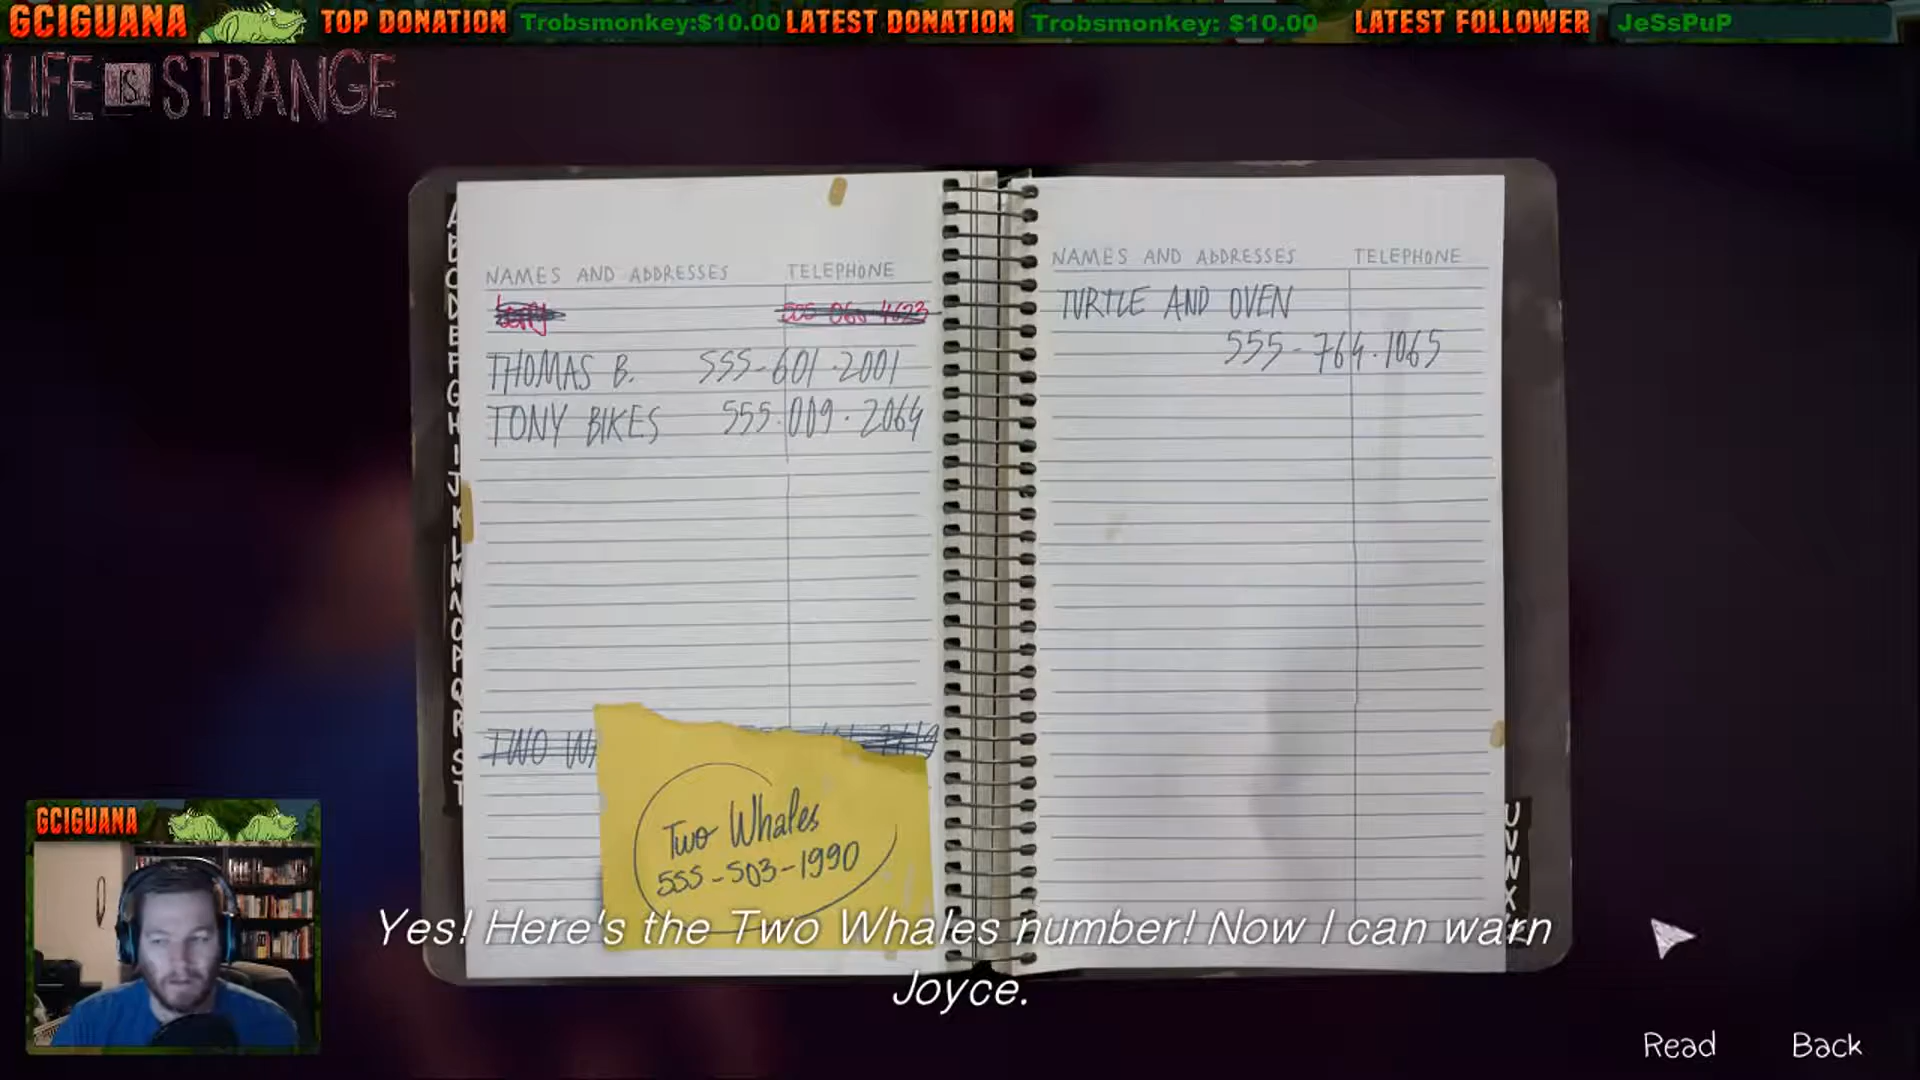 GCIGUANA TOP DONATION Trobsmonkey:$10.00 LATEST DONATION Trobsmonkey: $10.00 LATEST FOLLOWER JeSsPuP
LIFE IS STRANGE
NAMES AND ADDRESSES TELEPHONE
THOMAS B. 555-601-2001
TONY BIKES 555.009.2064
TWO
Two Whales
555-503-1990
NAMES AND ADDRESSES TELEPHONE
TURTLE AND OVEN
555-764.1065
A
B
C
D
E
F
G
H
I
J
K
L
M
N
O
P
Q
R
S
T
U
V
GCIGUANA
Yes! Here's the Two Whales number! Now I can warn
Joyce.
Read Back